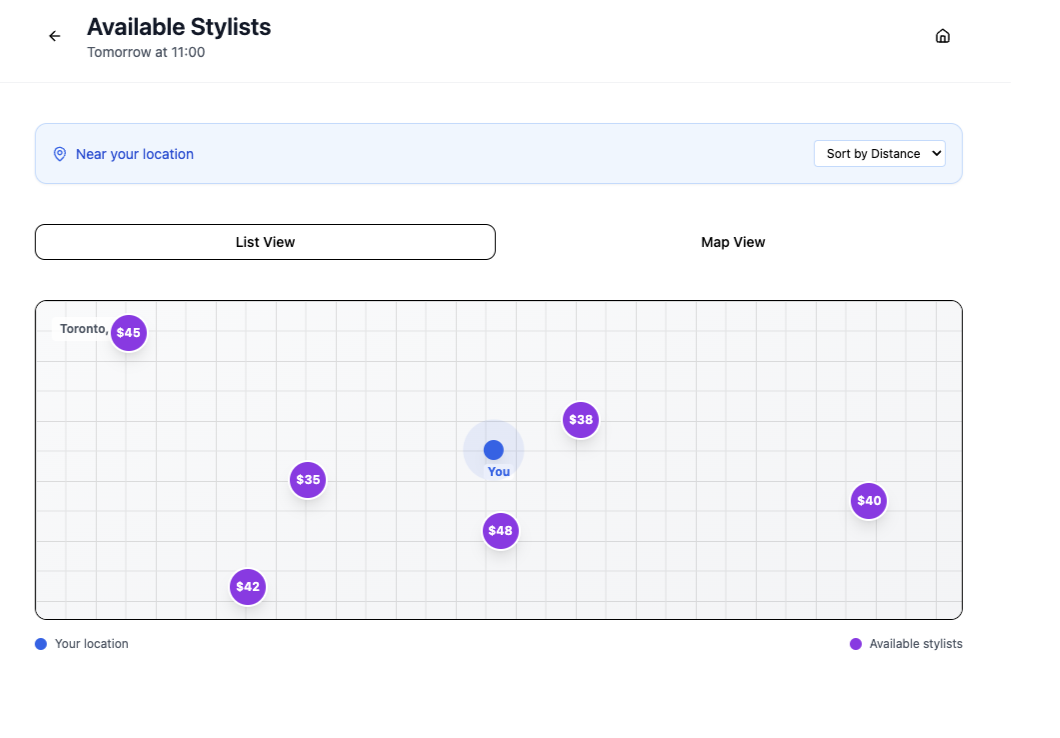 Available Stylists
Tomorrow at 11:00
Near your location
Sort by Distance
List View
Map View
Toronto,
$45
$38
You
$35
$40
$48
$42
Your location
Available stylists